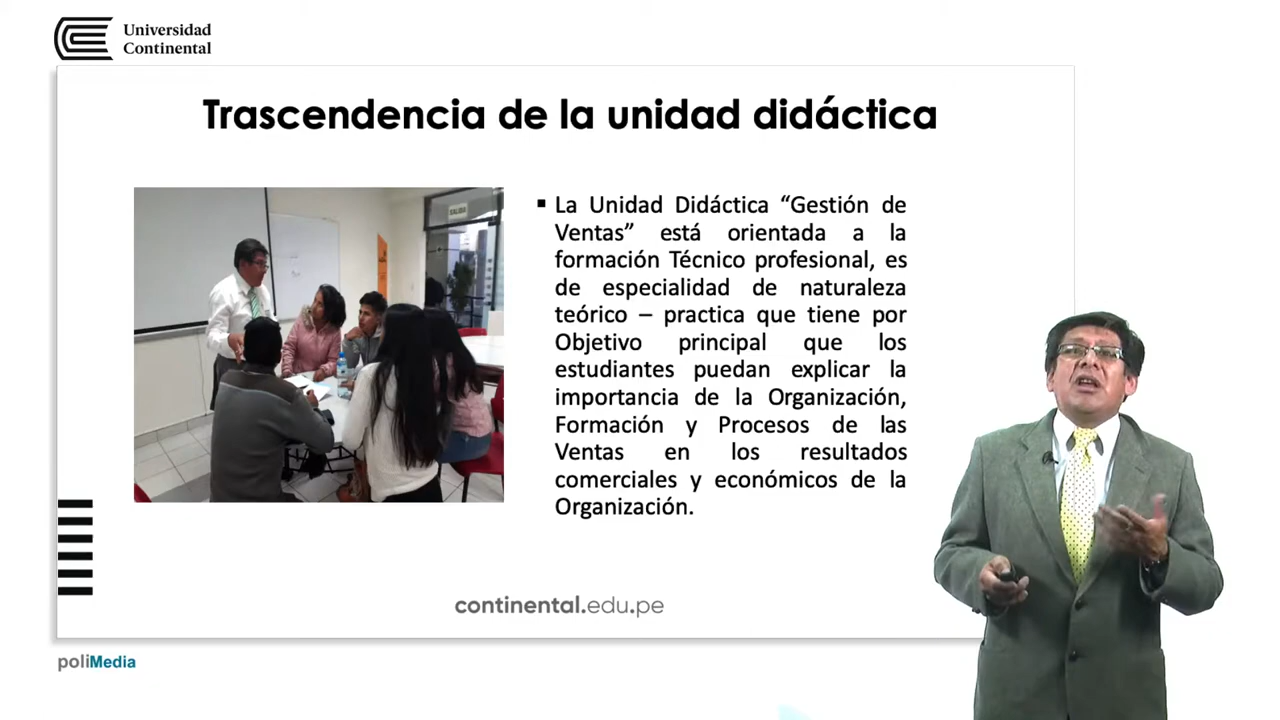 Universidad
Continental
Trascendencia de la unidad didáctica
SALIDA
▪ La Unidad Didáctica “Gestión de
Ventas” está orientada a la
formación Técnico profesional, es
de especialidad de naturaleza
teórico – practica que tiene por
Objetivo principal que los
estudiantes puedan explicar la
importancia de la Organización,
Formación y Procesos de las
Ventas en los resultados
comerciales y económicos de la
Organización.
continental.edu.pe
poliMedia